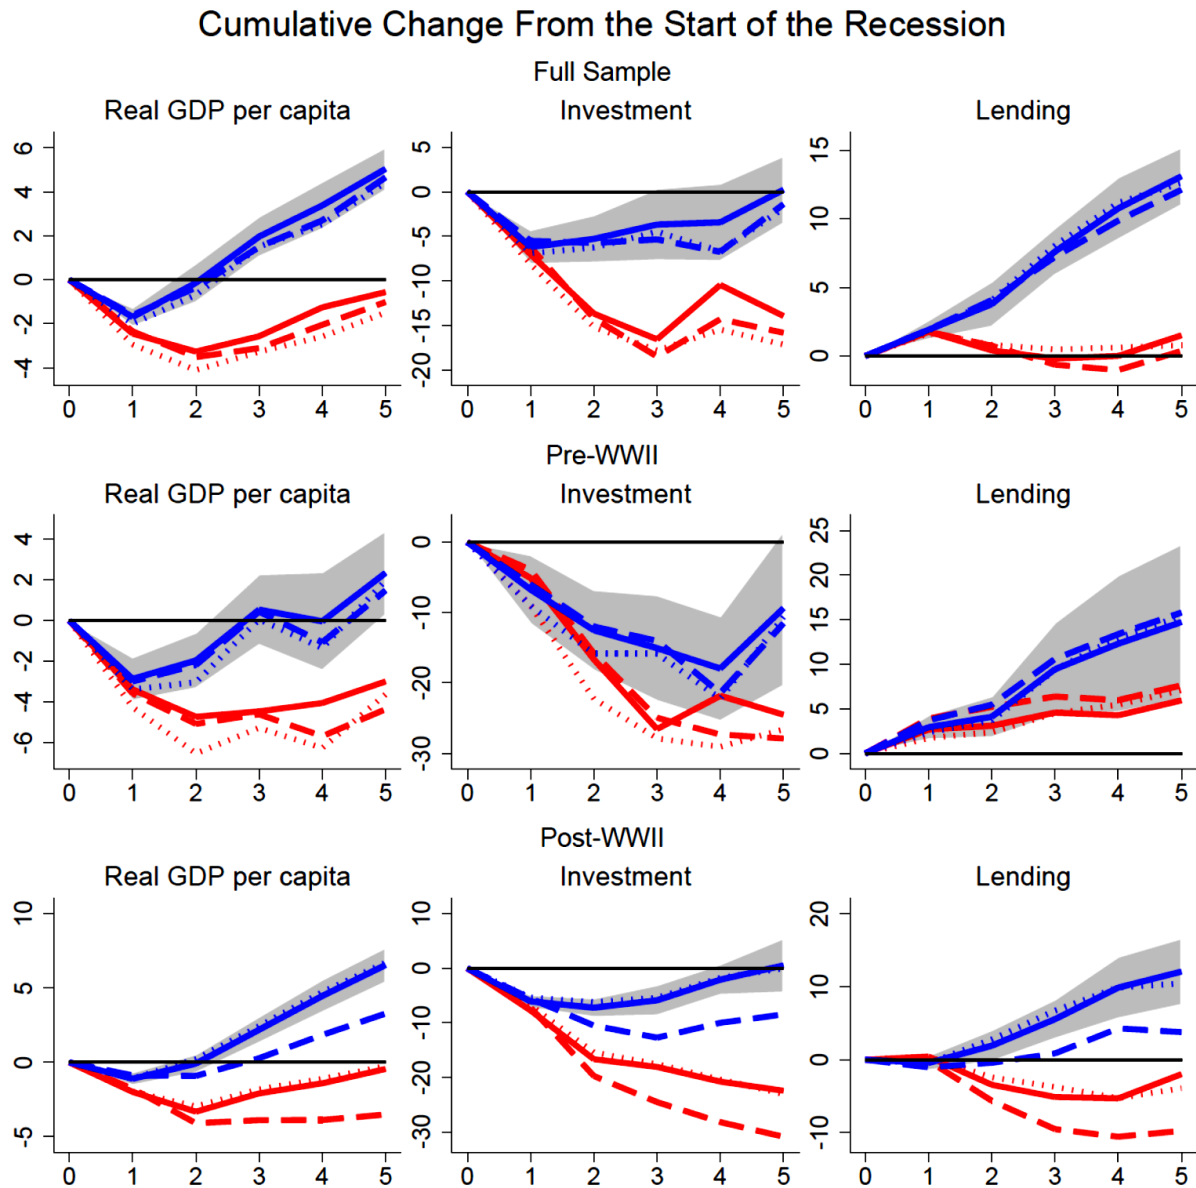 Cumulative Change From the Start of the Recession
Full Sample
Real GDP per capita
Investment
Lending
6
4
2
0
-2
-4
0 1 2 3 4 5
5
0
-5
-10
-15
-20
0 1 2 3 4 5
15
10
5
0
0 1 2 3 4 5
Pre-WWII
Real GDP per capita
Investment
Lending
4
2
0
-2
-4
-6
0 1 2 3 4 5
0
-10
-20
-30
0 1 2 3 4 5
25
20
15
10
5
0
0 1 2 3 4 5
Post-WWII
Real GDP per capita
Investment
Lending
10
5
0
-5
0 1 2 3 4 5
10
0
-10
-20
-30
0 1 2 3 4 5
20
10
0
-10
0 1 2 3 4 5